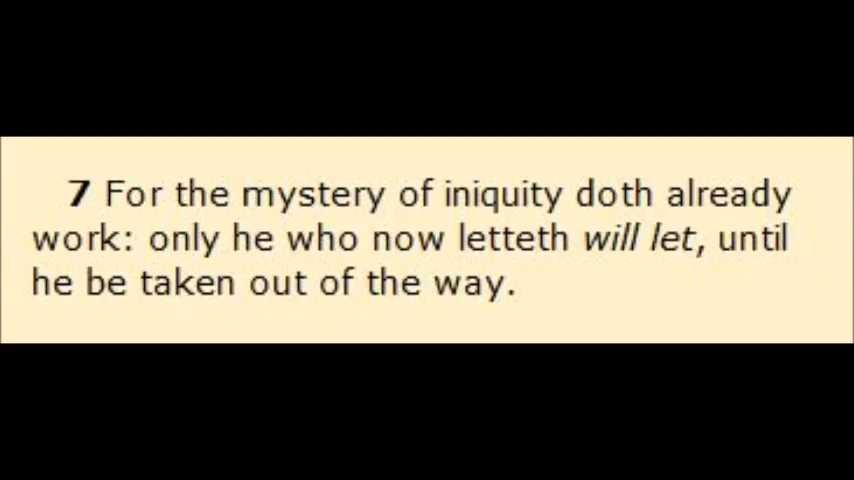 7 For the mystery of iniquity doth already
work: only he who now letteth will let, until
he be taken out of the way.